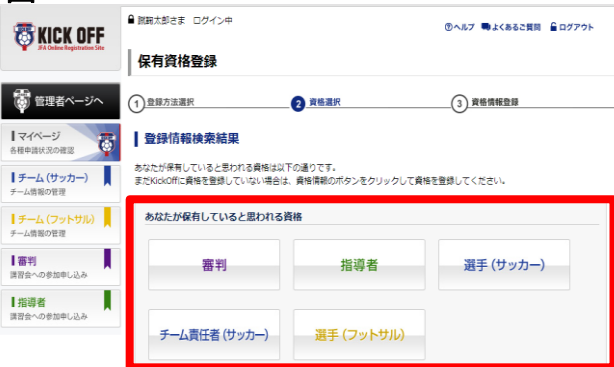 KICK OFF
JFA Online Registration Site
蹴鞠太郎さま ログイン中
ヘルプ よくあるご質問 ログアウト
保有資格登録
管理者ページへ
1 登録方法選択 2 資格選択 3 資格情報登録
マイページ
各種申請状況の確認
チーム (サッカー)
チーム情報の管理
チーム (フットサル)
チーム情報の管理
審判
講習会への参加申し込み
指導者
講習会への参加申し込み
登録情報検索結果
あなたが保有していると思われる資格は以下の通りです。
まだKickOffに資格を登録していない場合は、資格情報のボタンをクリックして資格を登録してください。
あなたが保有していると思われる資格
審判 指導者 選手 (サッカー)
チーム責任者 (サッカー) 選手 (フットサル)